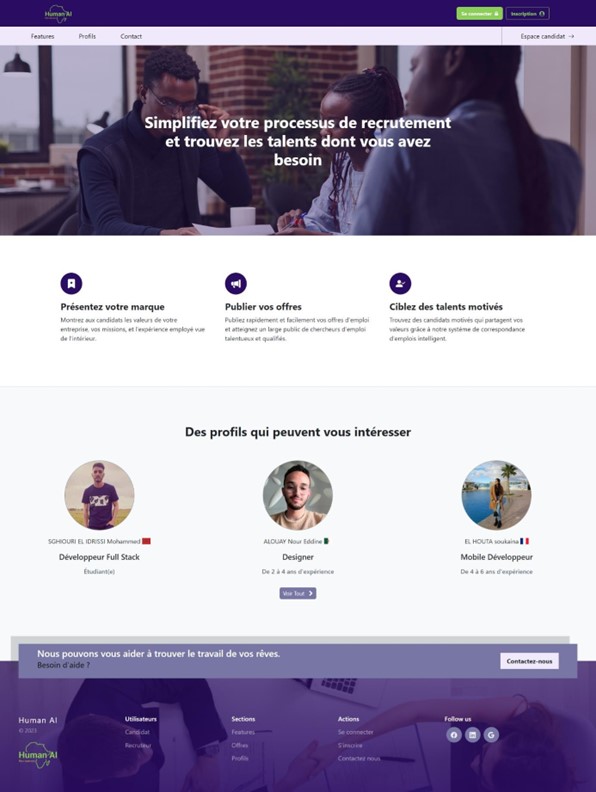 Human AI
Se connecter
Inscription
Features
Profils
Contact
Espace candidat →
Simplifiez votre processus de recrutement
et trouvez les talents dont vous avez
besoin
Présentez votre marque
Montrez aux candidats les valeurs de votre
entreprise, vos missions, et l'expérience employé vue
de l'intérieur.
Publier vos offres
Publiez rapidement et facilement vos offres d'emploi
et atteignez un large public de chercheurs d'emploi
talentueux et qualifiés.
Ciblez des talents motivés
Trouvez des candidats motivés qui partagent vos
valeurs grâce à notre système de correspondance
d'emplois intelligent.
Des profils qui peuvent vous intéresser
SGHIOURI EL IDRISSI Mohammed
Développeur Full Stack
Étudiant(e)
ALOUAY Nour Eddine
Designer
De 2 à 4 ans d'expérience
EL HOUTA soukaina
Mobile Développeur
De 4 à 6 ans d'expérience
Voir Tout
Nous pouvons vous aider à trouver le travail de vos rêves.
Besoin d'aide ?
Contactez-nous
Human AI
© 2023
Human AI
Utilisateurs
Candidat
Recruteur
Sections
Features
Offres
Profils
Actions
Se connecter
S'inscrire
Contactez nous
Follow us